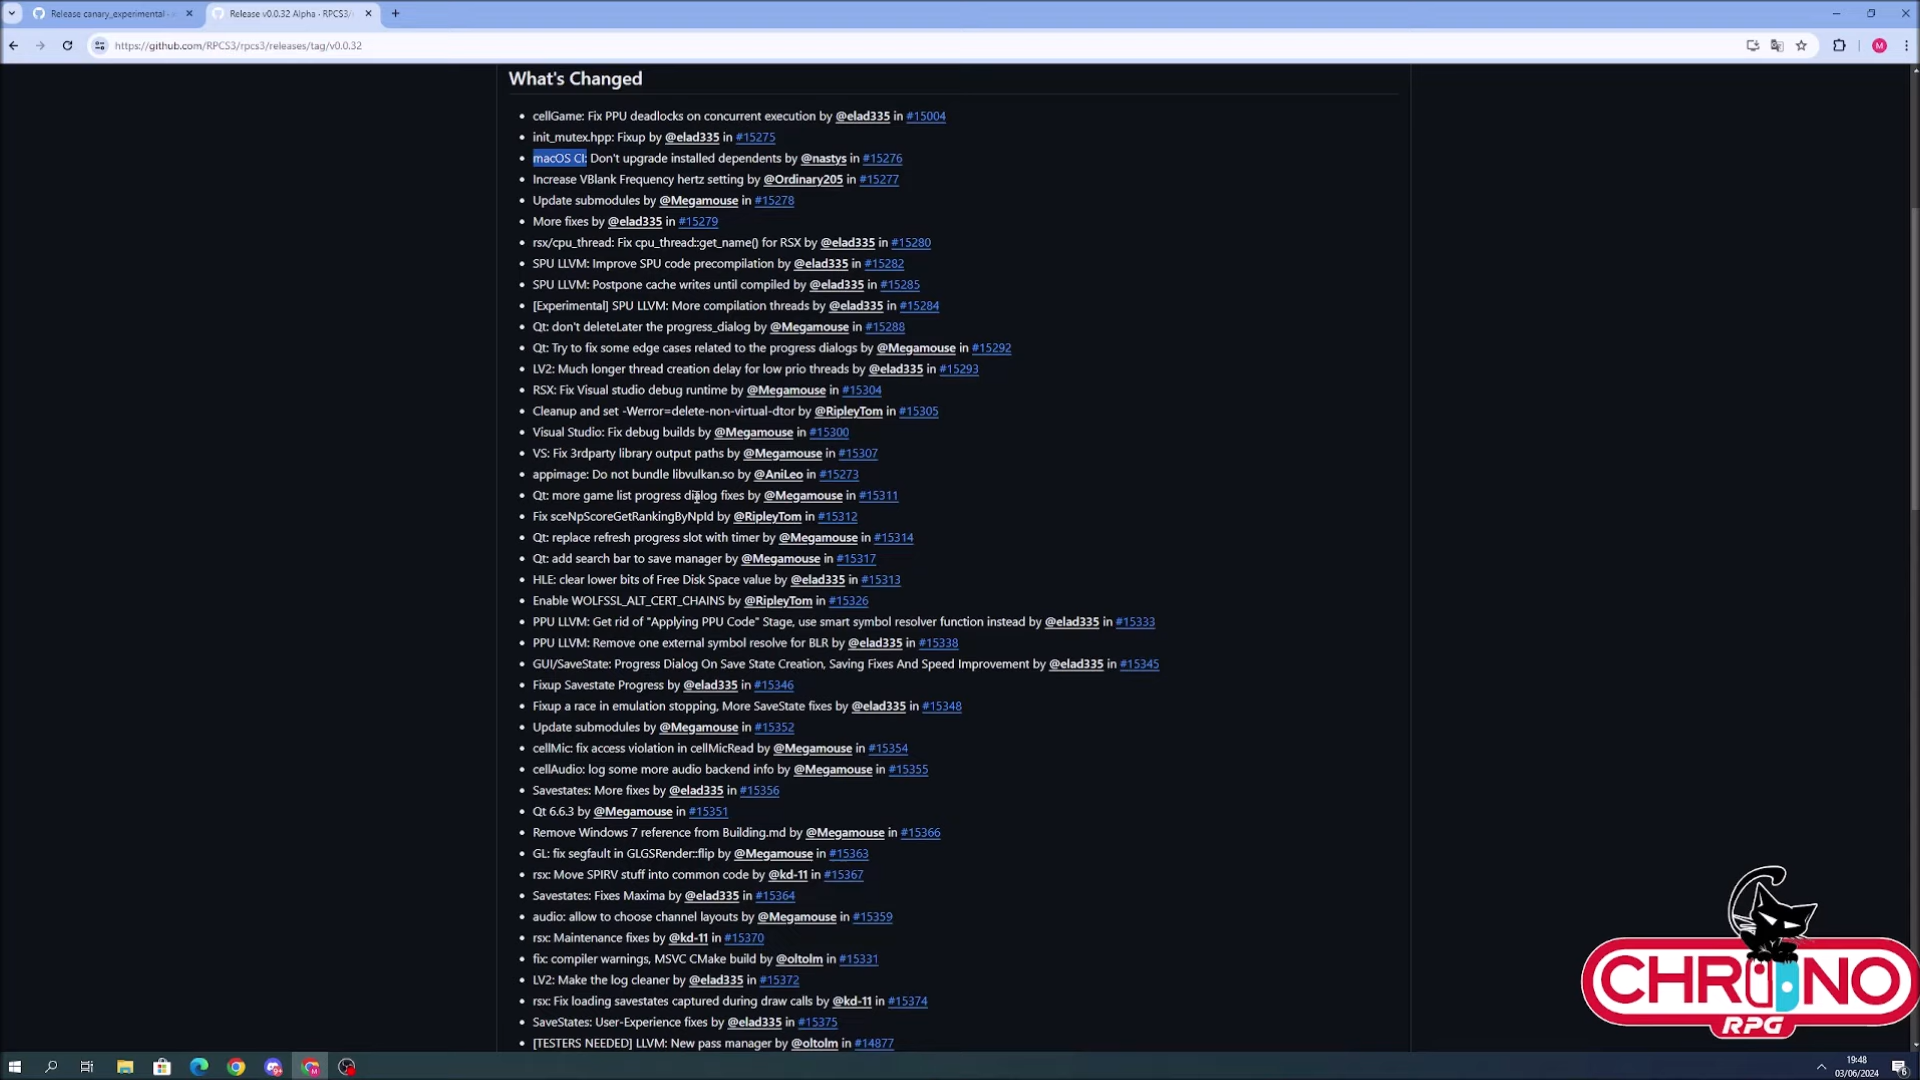 Release canary_experimental
Release v0.0.32 Alpha · RPCS3/
https://github.com/RPCS3/rpcs3/releases/tag/v0.0.32
M
What's Changed
cellGame: Fix PPU deadlocks on concurrent execution by @elad335 in #15004
init_mutex.hpp: Fixup by @elad335 in #15275
macOS CI: Don't upgrade installed dependents by @nastys in #15276
Increase VBlank Frequency hertz setting by @Ordinary205 in #15277
Update submodules by @Megamouse in #15278
More fixes by @elad335 in #15279
rsx/cpu_thread: Fix cpu_thread::get_name() for RSX by @elad335 in #15280
SPU LLVM: Improve SPU code precompilation by @elad335 in #15282
SPU LLVM: Postpone cache writes until compiled by @elad335 in #15285
[Experimental] SPU LLVM: More compilation threads by @elad335 in #15284
Qt: don't deleteLater the progress_dialog by @Megamouse in #15288
Qt: Try to fix some edge cases related to the progress dialogs by @Megamouse in #15292
LV2: Much longer thread creation delay for low prio threads by @elad335 in #15293
RSX: Fix Visual studio debug runtime by @Megamouse in #15304
Cleanup and set -Werror=delete-non-virtual-dtor by @RipleyTom in #15305
Visual Studio: Fix debug builds by @Megamouse in #15300
VS: Fix 3rdparty library output paths by @Megamouse in #15307
appimage: Do not bundle libvulkan.so by @AniLeo in #15273
Qt: more game list progress dialog fixes by @Megamouse in #15311
Fix sceNpScoreGetRankingByNpId by @RipleyTom in #15312
Qt: replace refresh progress slot with timer by @Megamouse in #15314
Qt: add search bar to save manager by @Megamouse in #15317
HLE: clear lower bits of Free Disk Space value by @elad335 in #15313
Enable WOLFSSL_ALT_CERT_CHAINS by @RipleyTom in #15326
PPU LLVM: Get rid of "Applying PPU Code" Stage, use smart symbol resolver function instead by @elad335 in #15333
PPU LLVM: Remove one external symbol resolve for BLR by @elad335 in #15338
GUI/SaveState: Progress Dialog On Save State Creation, Saving Fixes And Speed Improvement by @elad335 in #15345
Fixup Savestate Progress by @elad335 in #15346
Fixup a race in emulation stopping, More SaveState fixes by @elad335 in #15348
Update submodules by @Megamouse in #15352
cellMic: fix access violation in cellMicRead by @Megamouse in #15354
cellAudio: log some more audio backend info by @Megamouse in #15355
Savestates: More fixes by @elad335 in #15356
Qt 6.6.3 by @Megamouse in #15351
Remove Windows 7 reference from Building.md by @Megamouse in #15366
GL: fix segfault in GLGSRender::flip by @Megamouse in #15363
rsx: Move SPIRV stuff into common code by @kd-11 in #15367
Savestates: Fixes Maxima by @elad335 in #15364
audio: allow to choose channel layouts by @Megamouse in #15359
rsx: Maintenance fixes by @kd-11 in #15370
fix: compiler warnings, MSVC CMake build by @oltolm in #15331
LV2: Make the log cleaner by @elad335 in #15372
rsx: Fix loading savestates captured during draw calls by @kd-11 in #15374
SaveStates: User-Experience fixes by @elad335 in #15375
[TESTERS NEEDED] LLVM: New pass manager by @oltolm in #14877
CHRONO
RPG
19:48
03/06/2024